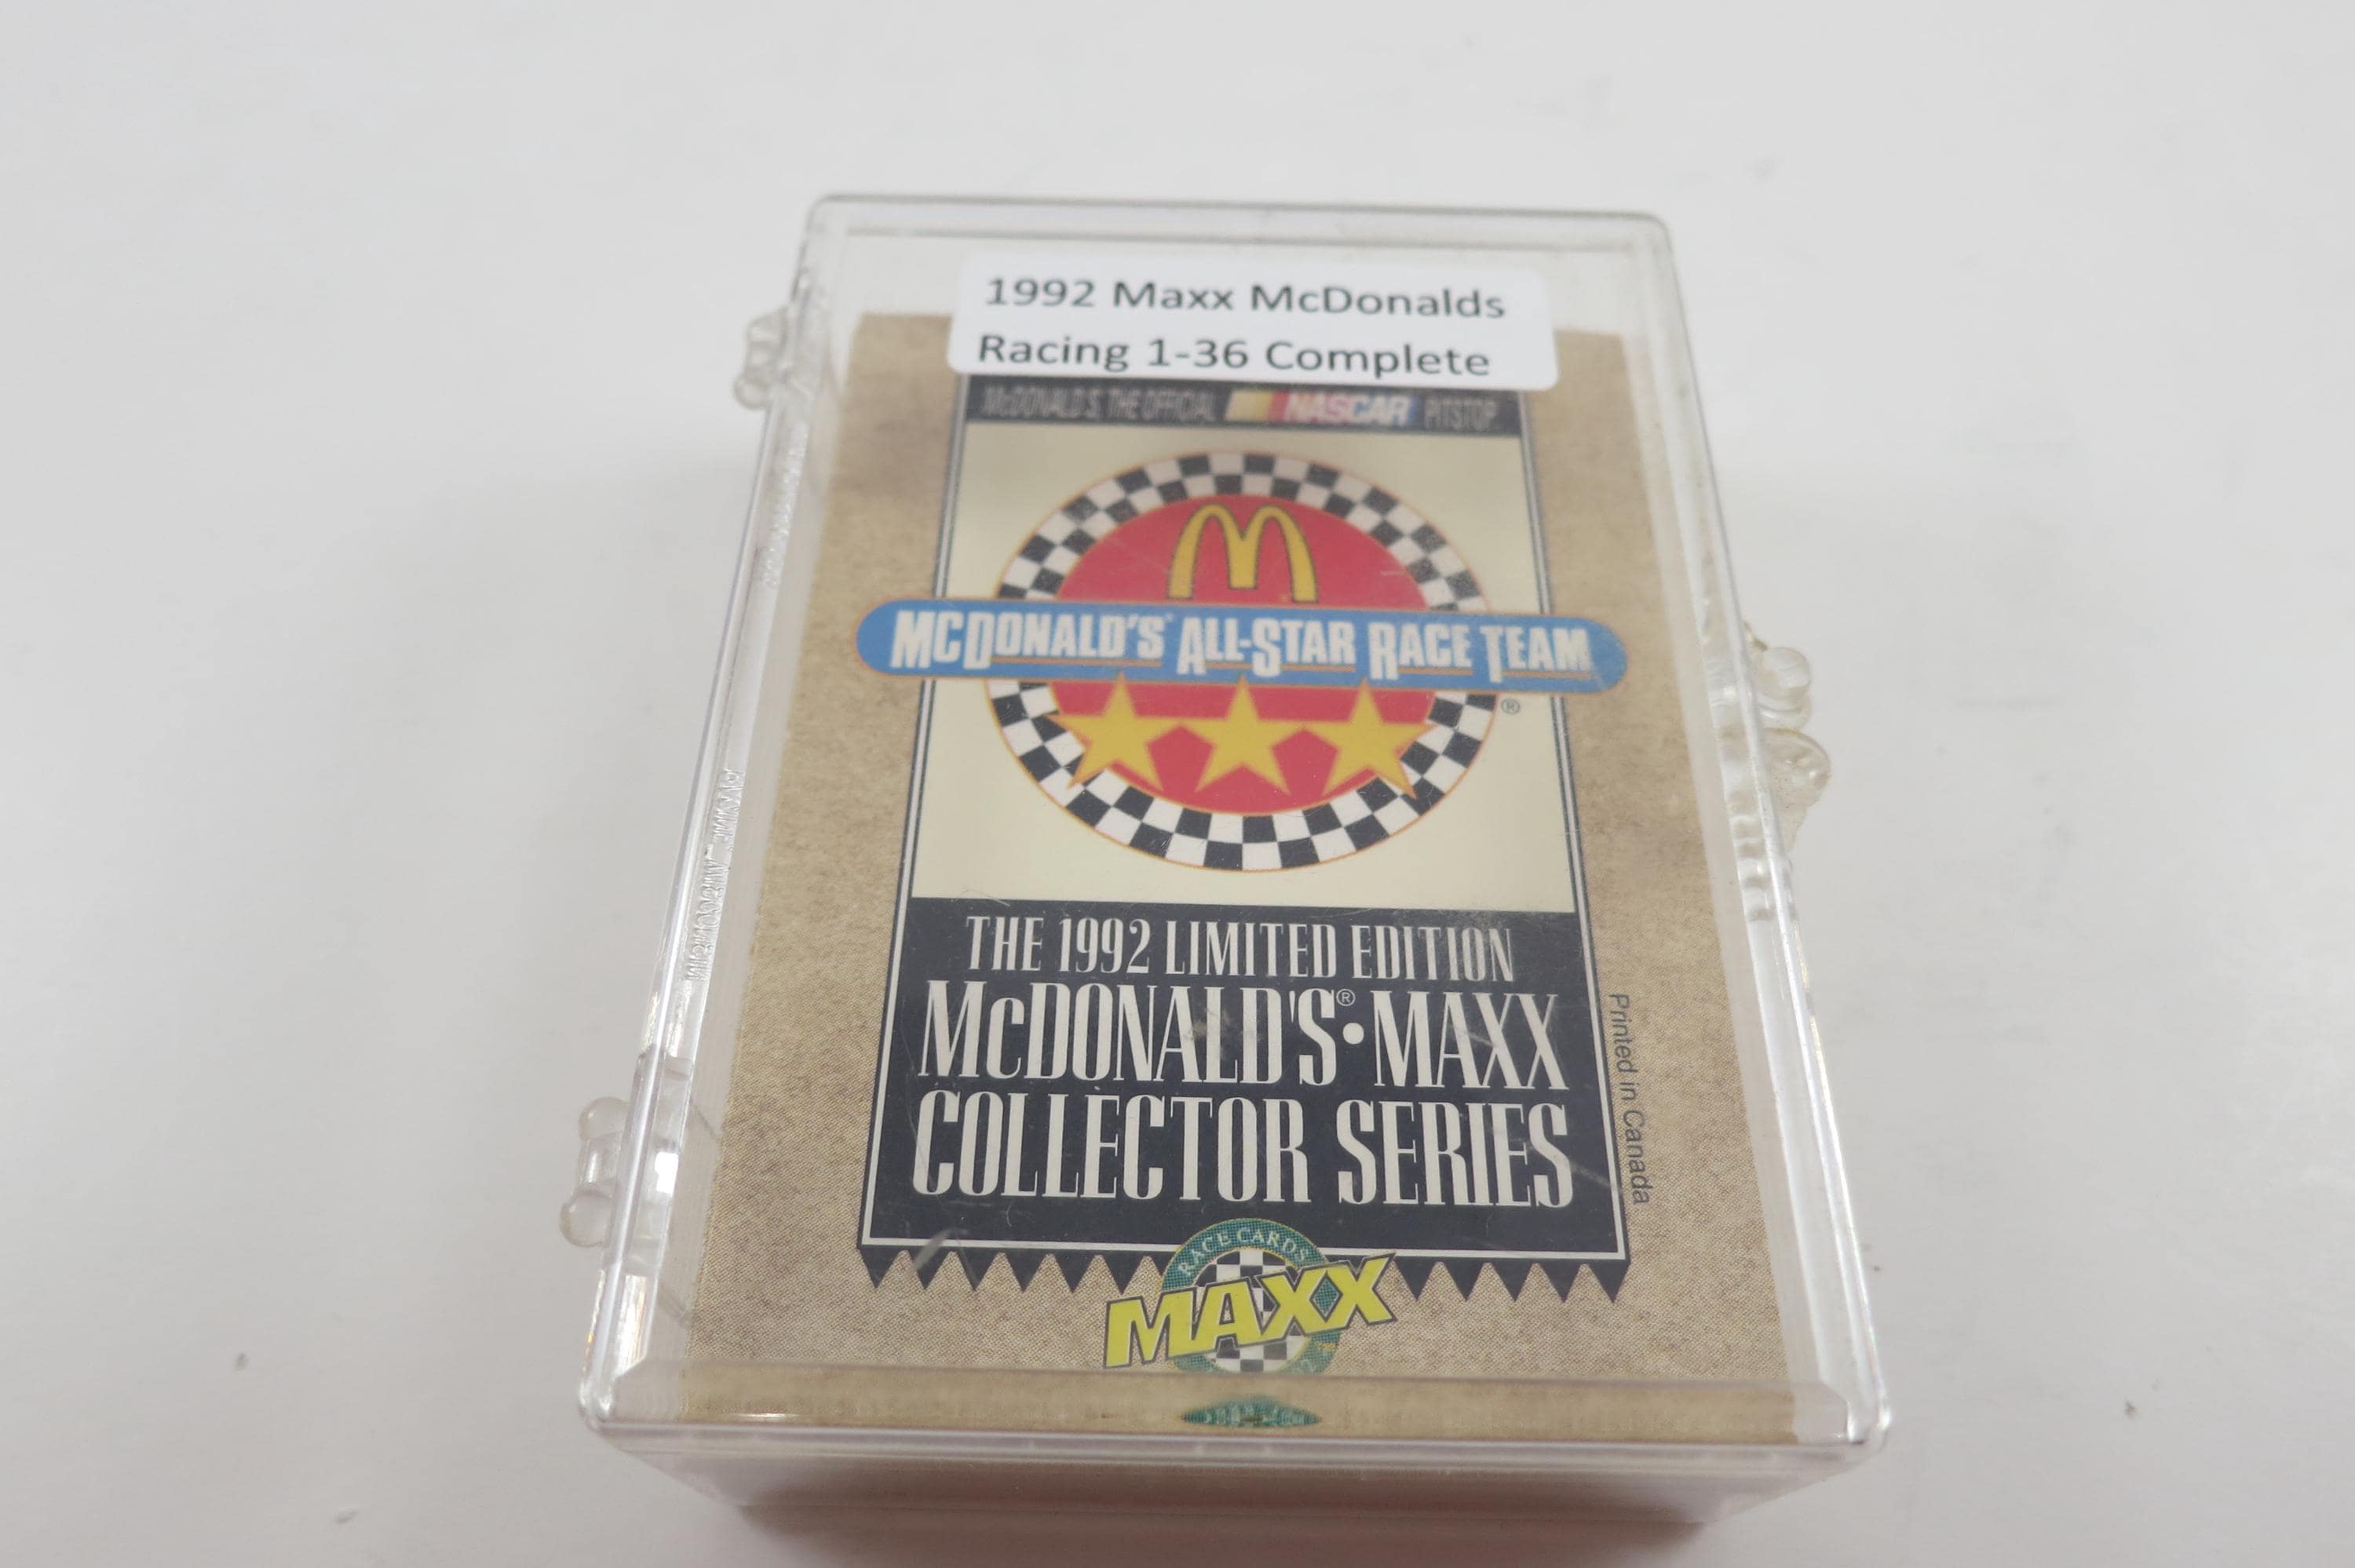 1992 Maxx McDonalds
Racing 1-36 Complete
McDONALD'S, THE OFFICIAL NASCAR PITSTOP.
McDONALD'S ALL-STAR RACE TEAM
®
THE 1992 LIMITED EDITION
McDONALD'S®•MAXX
COLLECTOR SERIES
Printed in Canada
RACE CARDS
MAXX